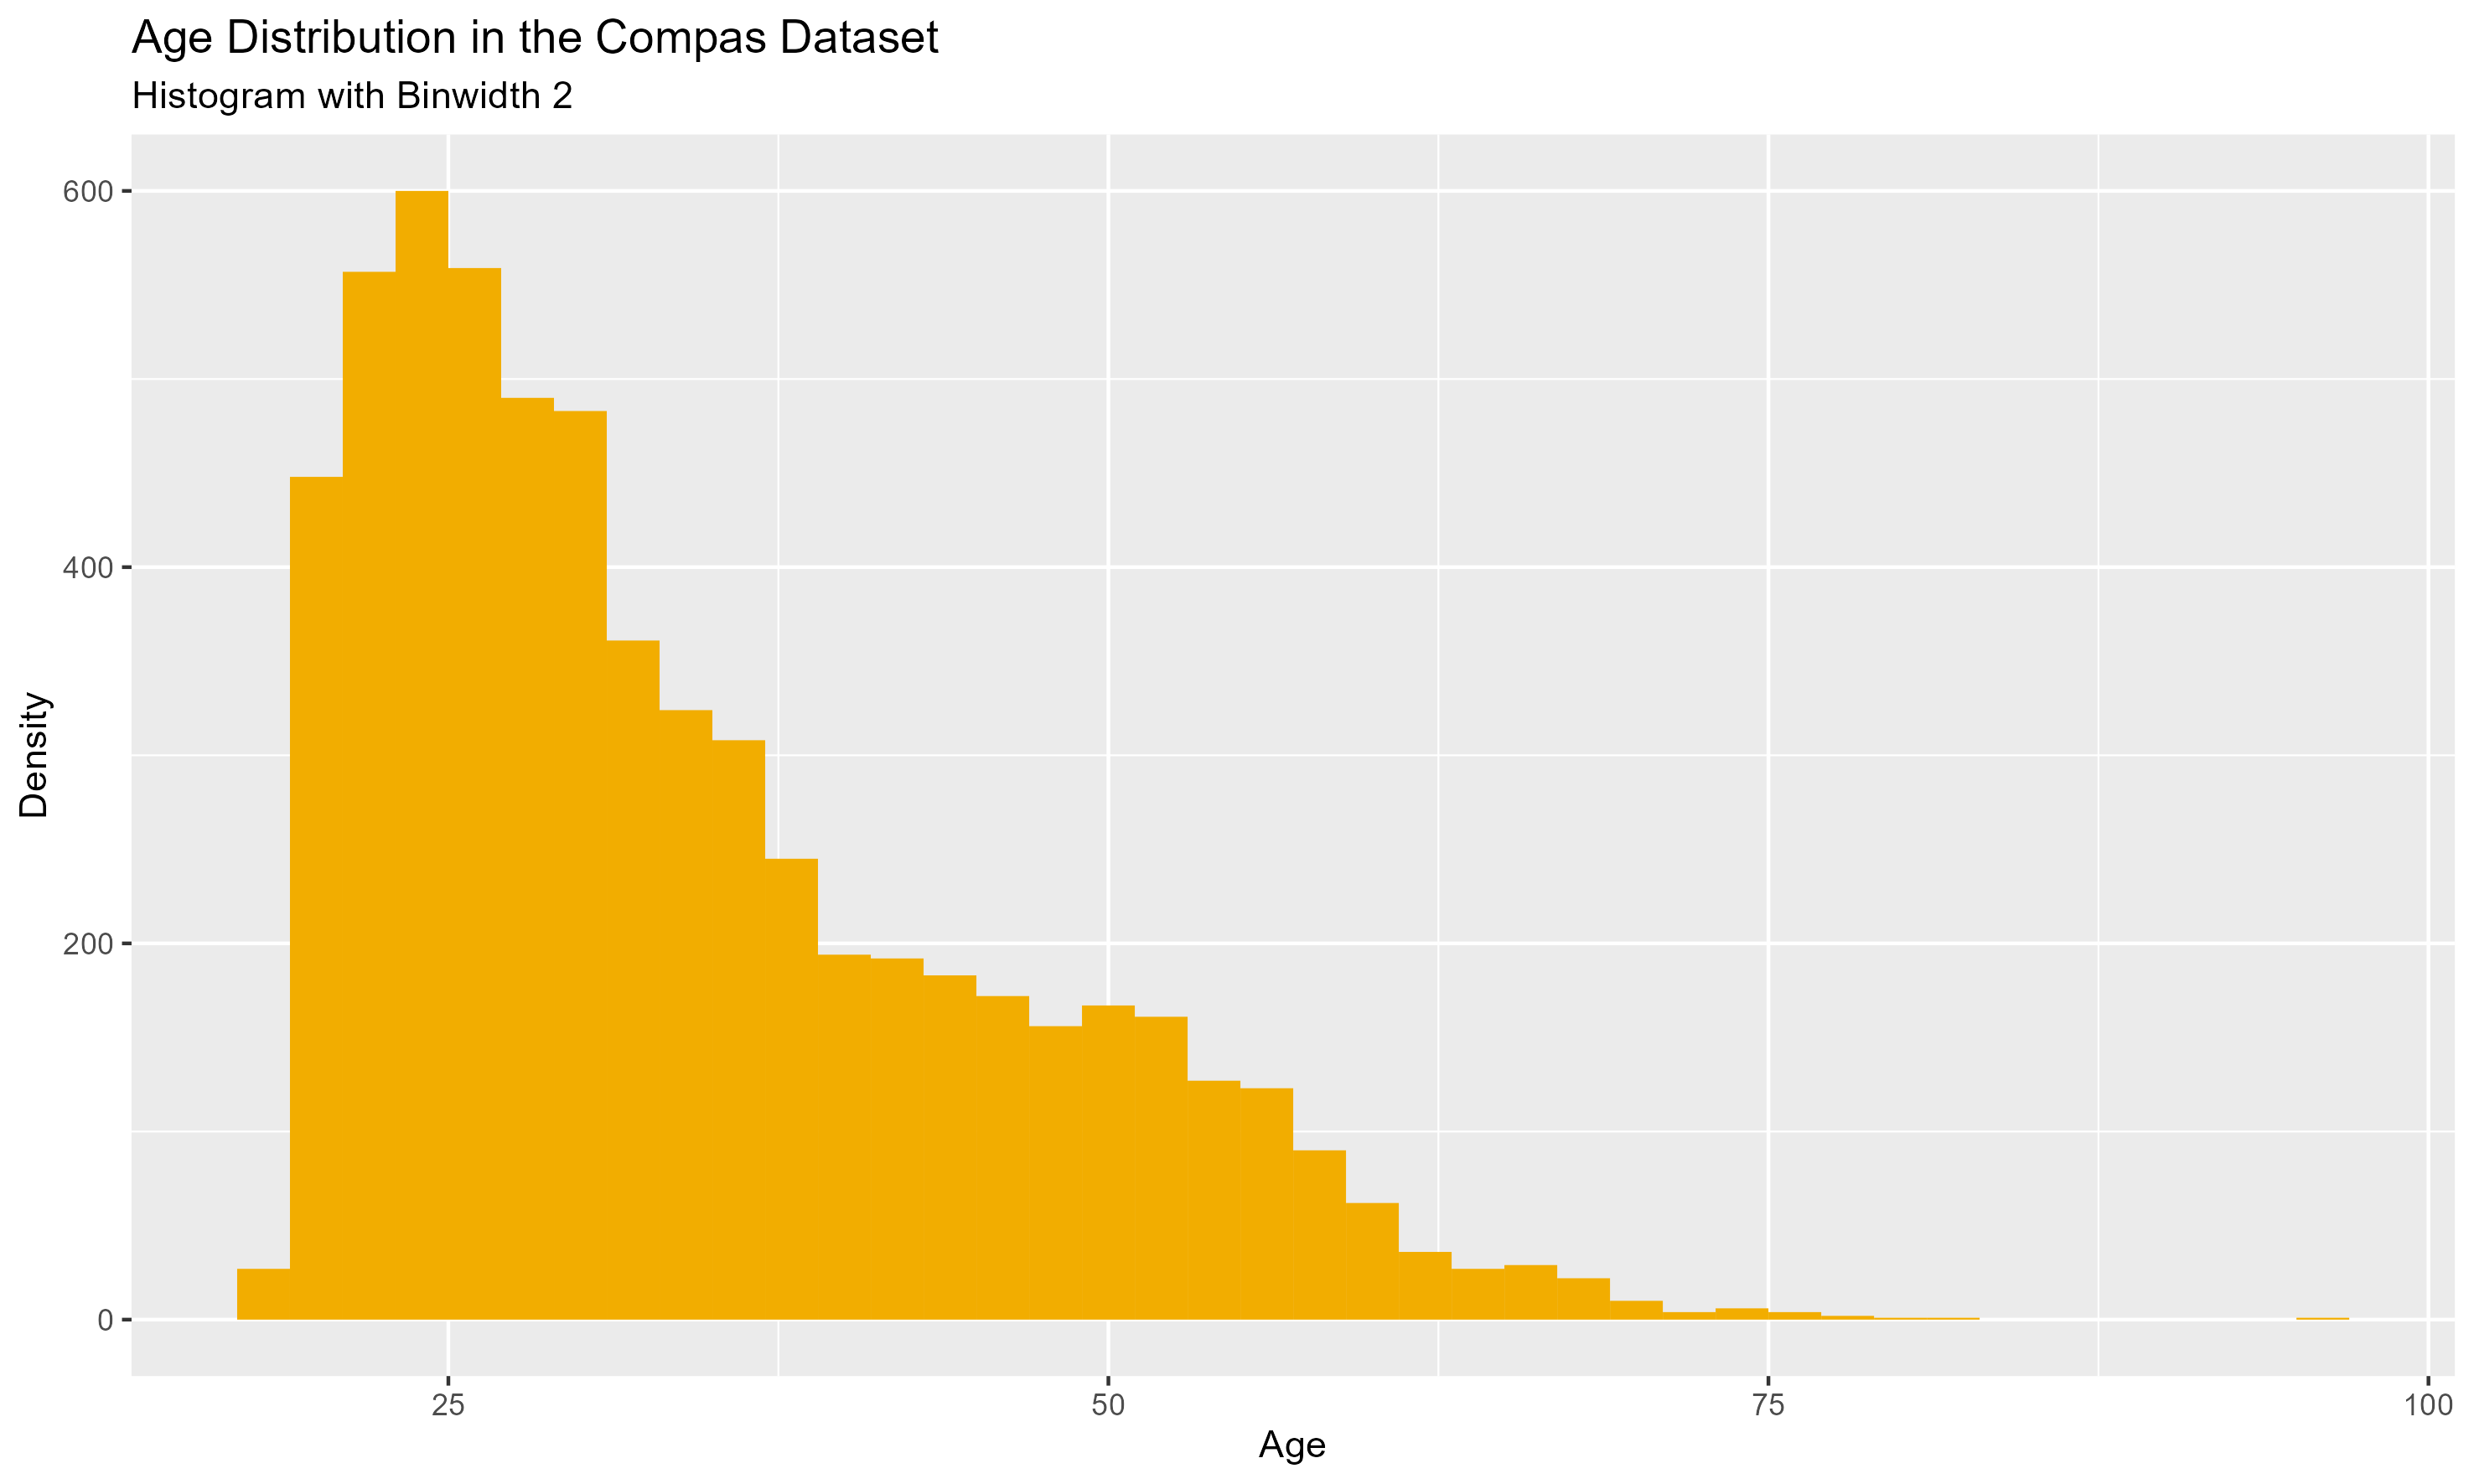 Age Distribution in the Compas Dataset
Histogram with Binwidth 2
600
400
200
0
Density
25
50
75
100
Age